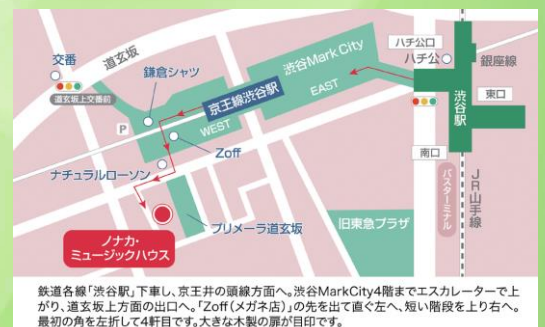 交番
道玄坂
道玄坂上交番前
鎌倉シャツ
京王線渋谷駅
渋谷Mark City
WEST
EAST
ハチ公口
ハチ公
銀座線
渋谷駅
東口
南口
バスターミナル
JR山手線
P
Zoff
ナチュラルローソン
プリメーラ道玄坂
旧東急プラザ
ノナカ・
ミュージックハウス
鉄道各線「渋谷駅」下車し、京王井の頭線方面へ。渋谷MarkCity4階までエスカレーターで上
がり、道玄坂上方面の出口へ。「Zoff(メガネ店)」の先を出て直ぐ左へ、短い階段を上り右へ。
最初の角を左折して4軒目です。大きな木製の扉が目印です。